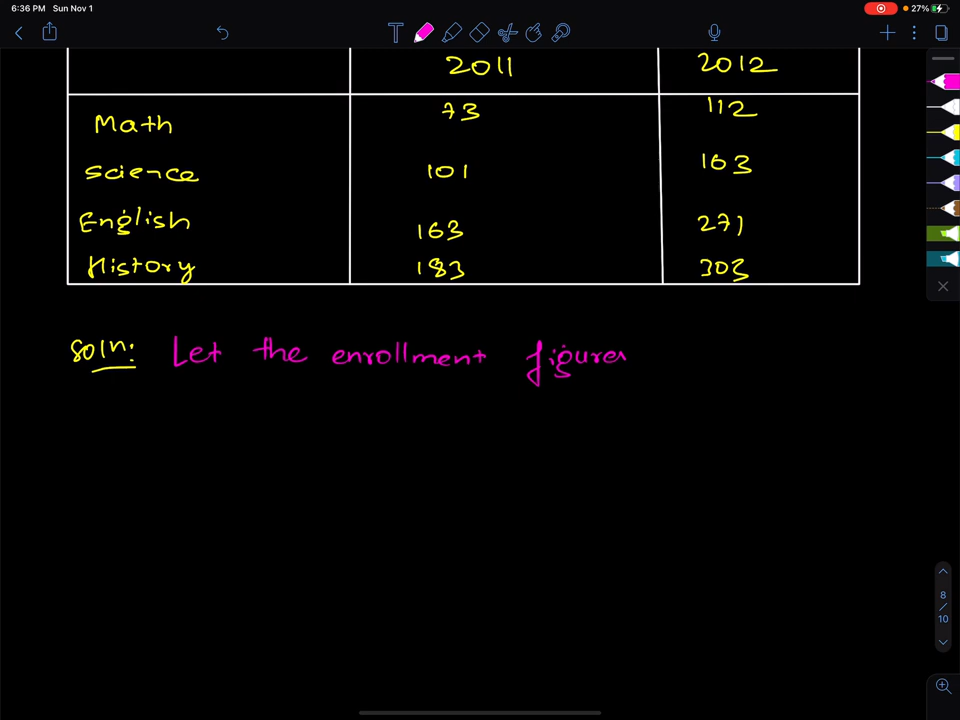 6:36 PM Sun Nov 1 27%
T
2011 2012
Math 73 112
Science 101 163
English 163 271
History 183 303
Soln: Let the enrollment figures
8
/
10